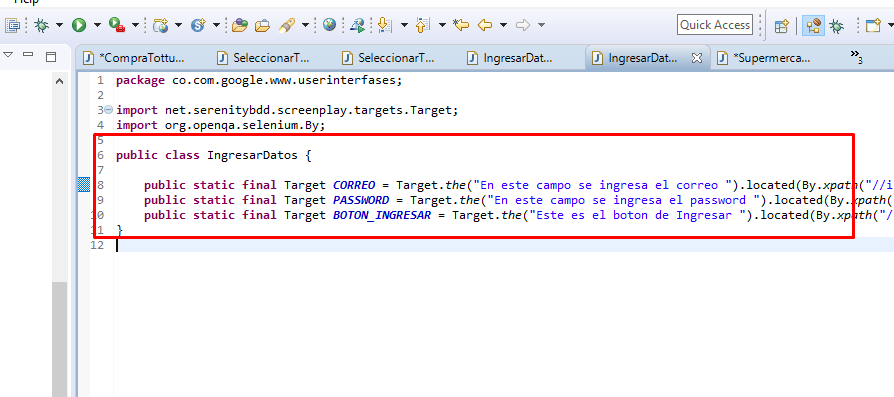 Help
Quick Access
*CompraTottu...
SeleccionarT...
SeleccionarT...
IngresarDat...
IngresarDat...
*Supermerca...
»3
1 package co.com.google.www.userinterfases;
2
3 import net.serenitybdd.screenplay.targets.Target;
4 import org.openqa.selenium.By;
5
6 public class IngresarDatos {
7
8 public static final Target CORREO = Target.the("En este campo se ingresa el correo ").located(By.xpath("//i
9 public static final Target PASSWORD = Target.the("En este campo se ingresa el password ").located(By.xpath(
10 public static final Target BOTON_INGRESAR = Target.the("Este es el boton de Ingresar ").located(By.xpath("/
11 }
12